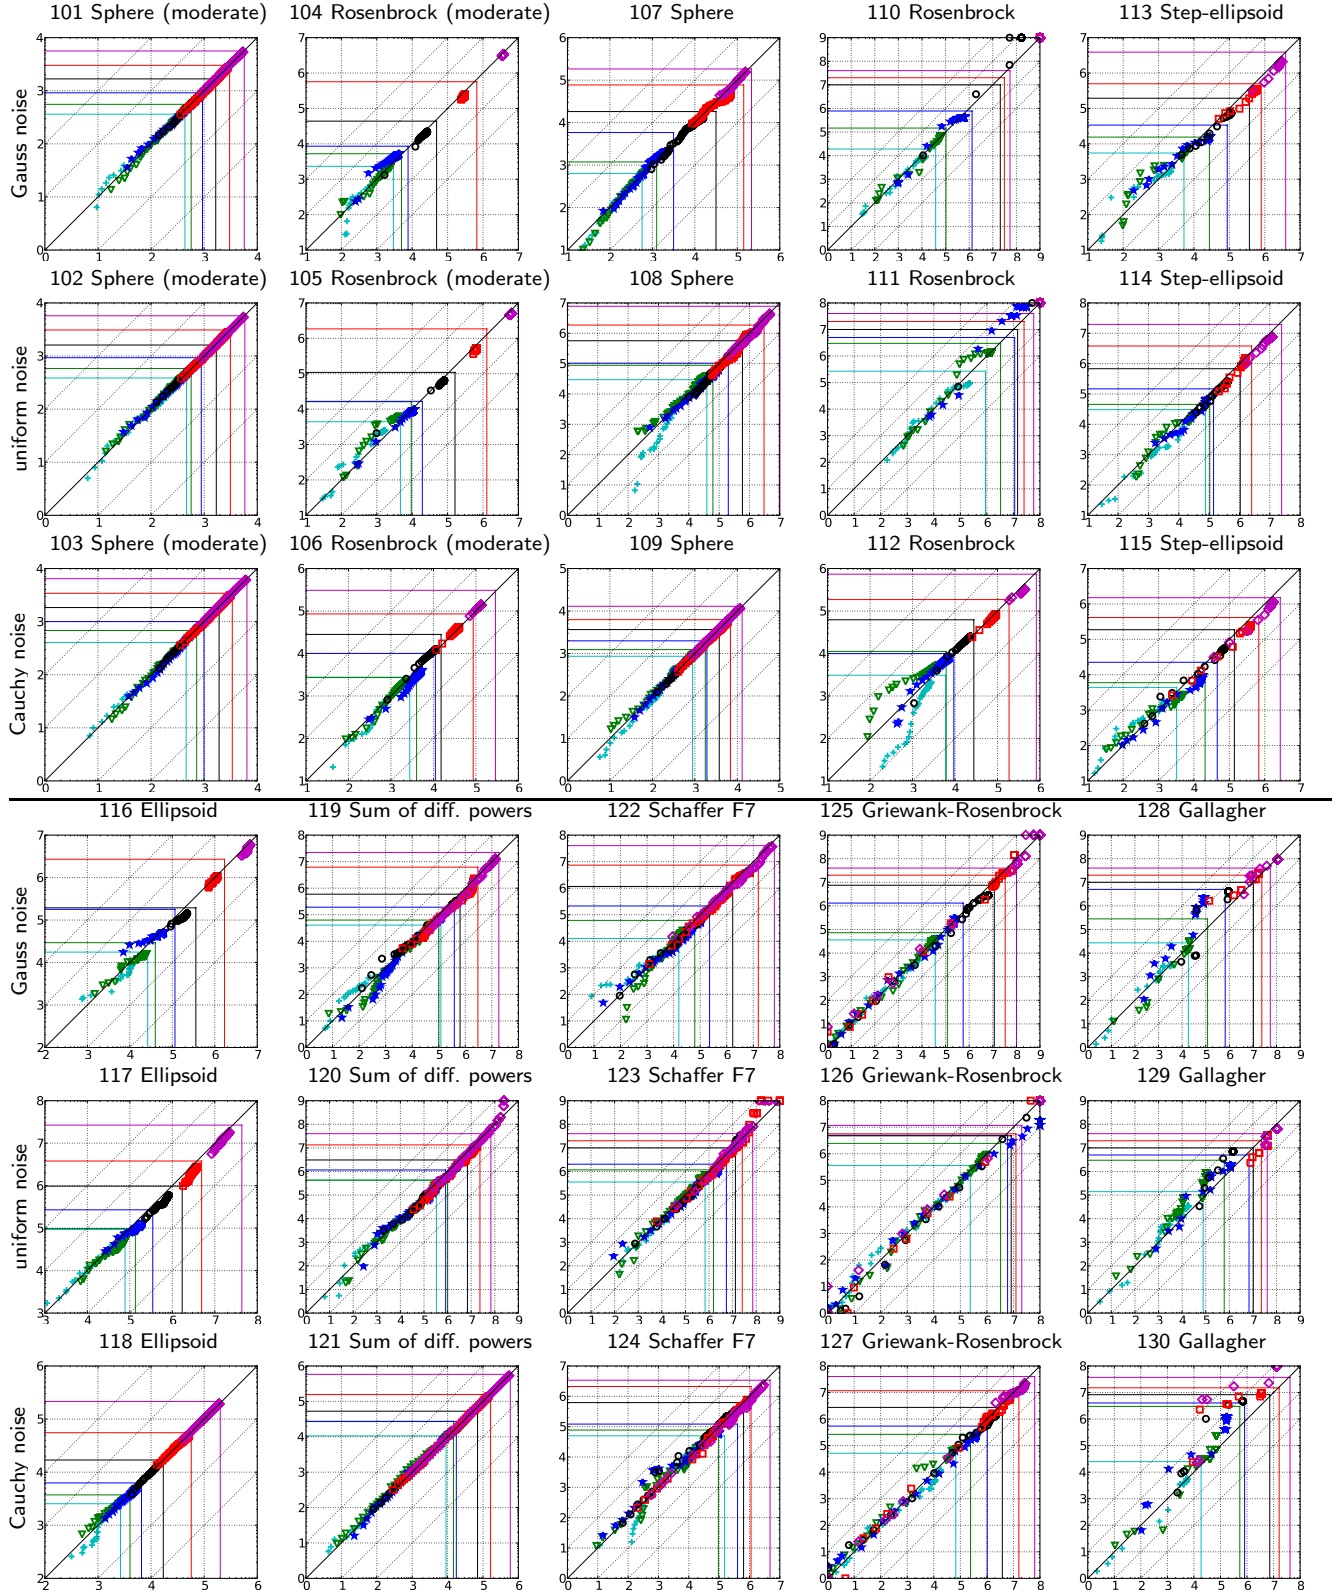 101 Sphere (moderate)
104 Rosenbrock (moderate)
107 Sphere
110 Rosenbrock
113 Step-ellipsoid
Gauss noise
102 Sphere (moderate)
105 Rosenbrock (moderate)
108 Sphere
111 Rosenbrock
114 Step-ellipsoid
uniform noise
103 Sphere (moderate)
106 Rosenbrock (moderate)
109 Sphere
112 Rosenbrock
115 Step-ellipsoid
Cauchy noise
116 Ellipsoid
119 Sum of diff. powers
122 Schaffer F7
125 Griewank-Rosenbrock
128 Gallagher
Gauss noise
117 Ellipsoid
120 Sum of diff. powers
123 Schaffer F7
126 Griewank-Rosenbrock
129 Gallagher
uniform noise
118 Ellipsoid
121 Sum of diff. powers
124 Schaffer F7
127 Griewank-Rosenbrock
130 Gallagher
Cauchy noise